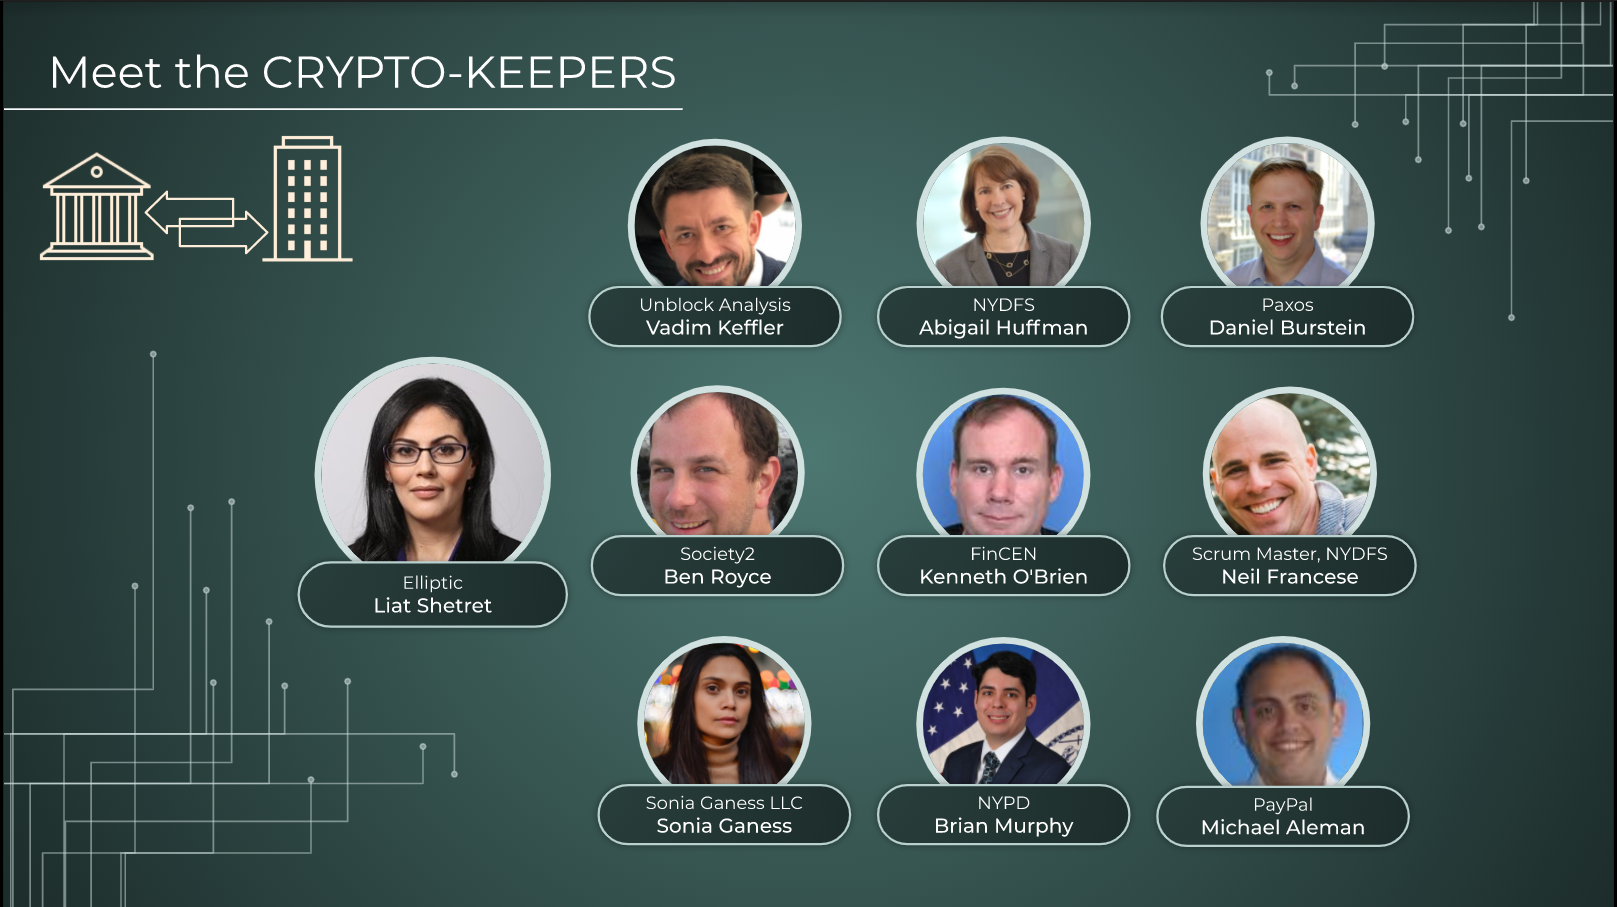 Meet the CRYPTO-KEEPERS
Unblock Analysis
Vadim Keffler
NYDFS
Abigail Huffman
Paxos
Daniel Burstein
Elliptic
Liat Shetret
Society2
Ben Royce
FinCEN
Kenneth O'Brien
Scrum Master, NYDFS
Neil Francese
Sonia Ganess LLC
Sonia Ganess
NYPD
Brian Murphy
PayPal
Michael Aleman